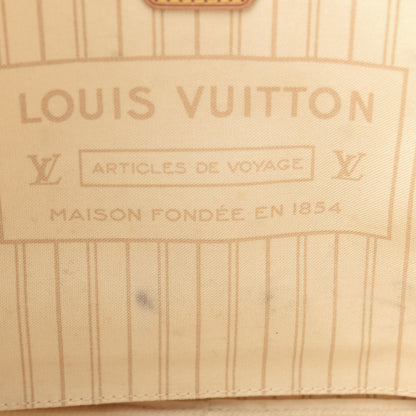 LOUIS VUITTON
LV ARTICLES DE VOYAGE LV
MAISON FONDÉE EN 1854